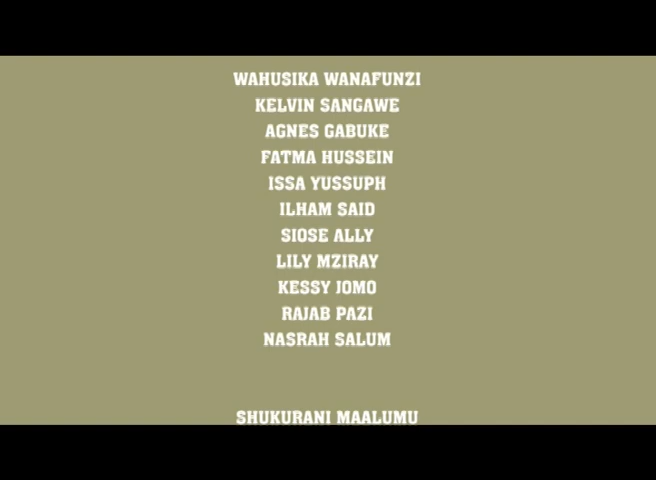 WAHUSIKA WANAFUNZI
KELVIN SANGAWE
AGNES GABUKE
FATMA HUSSEIN
ISSA YUSSUPH
ILHAM SAID
SIOSE ALLY
LILY MZIRAY
KESSY JOMO
RAJAB PAZI
NASRAH SALUM
SHUKURANI MAALUMU